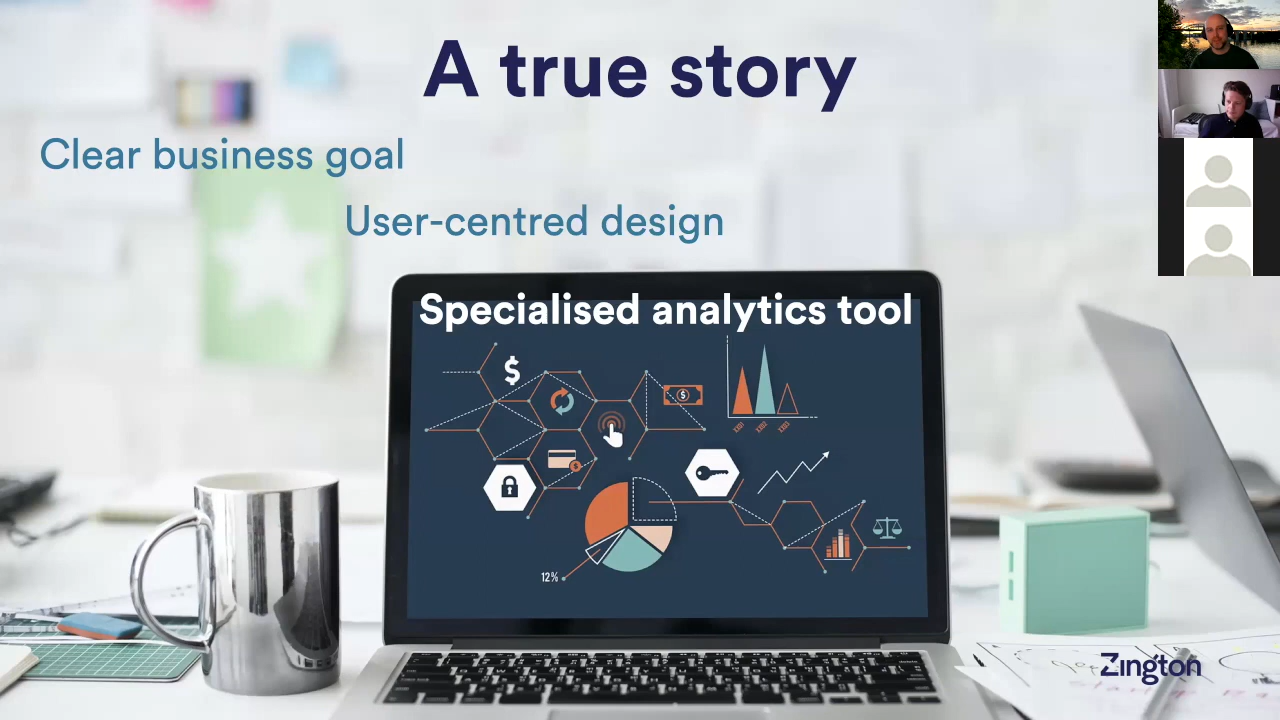 A true story
Clear business goal
User-centred design
Specialised analytics tool
$
$
12%
Zington